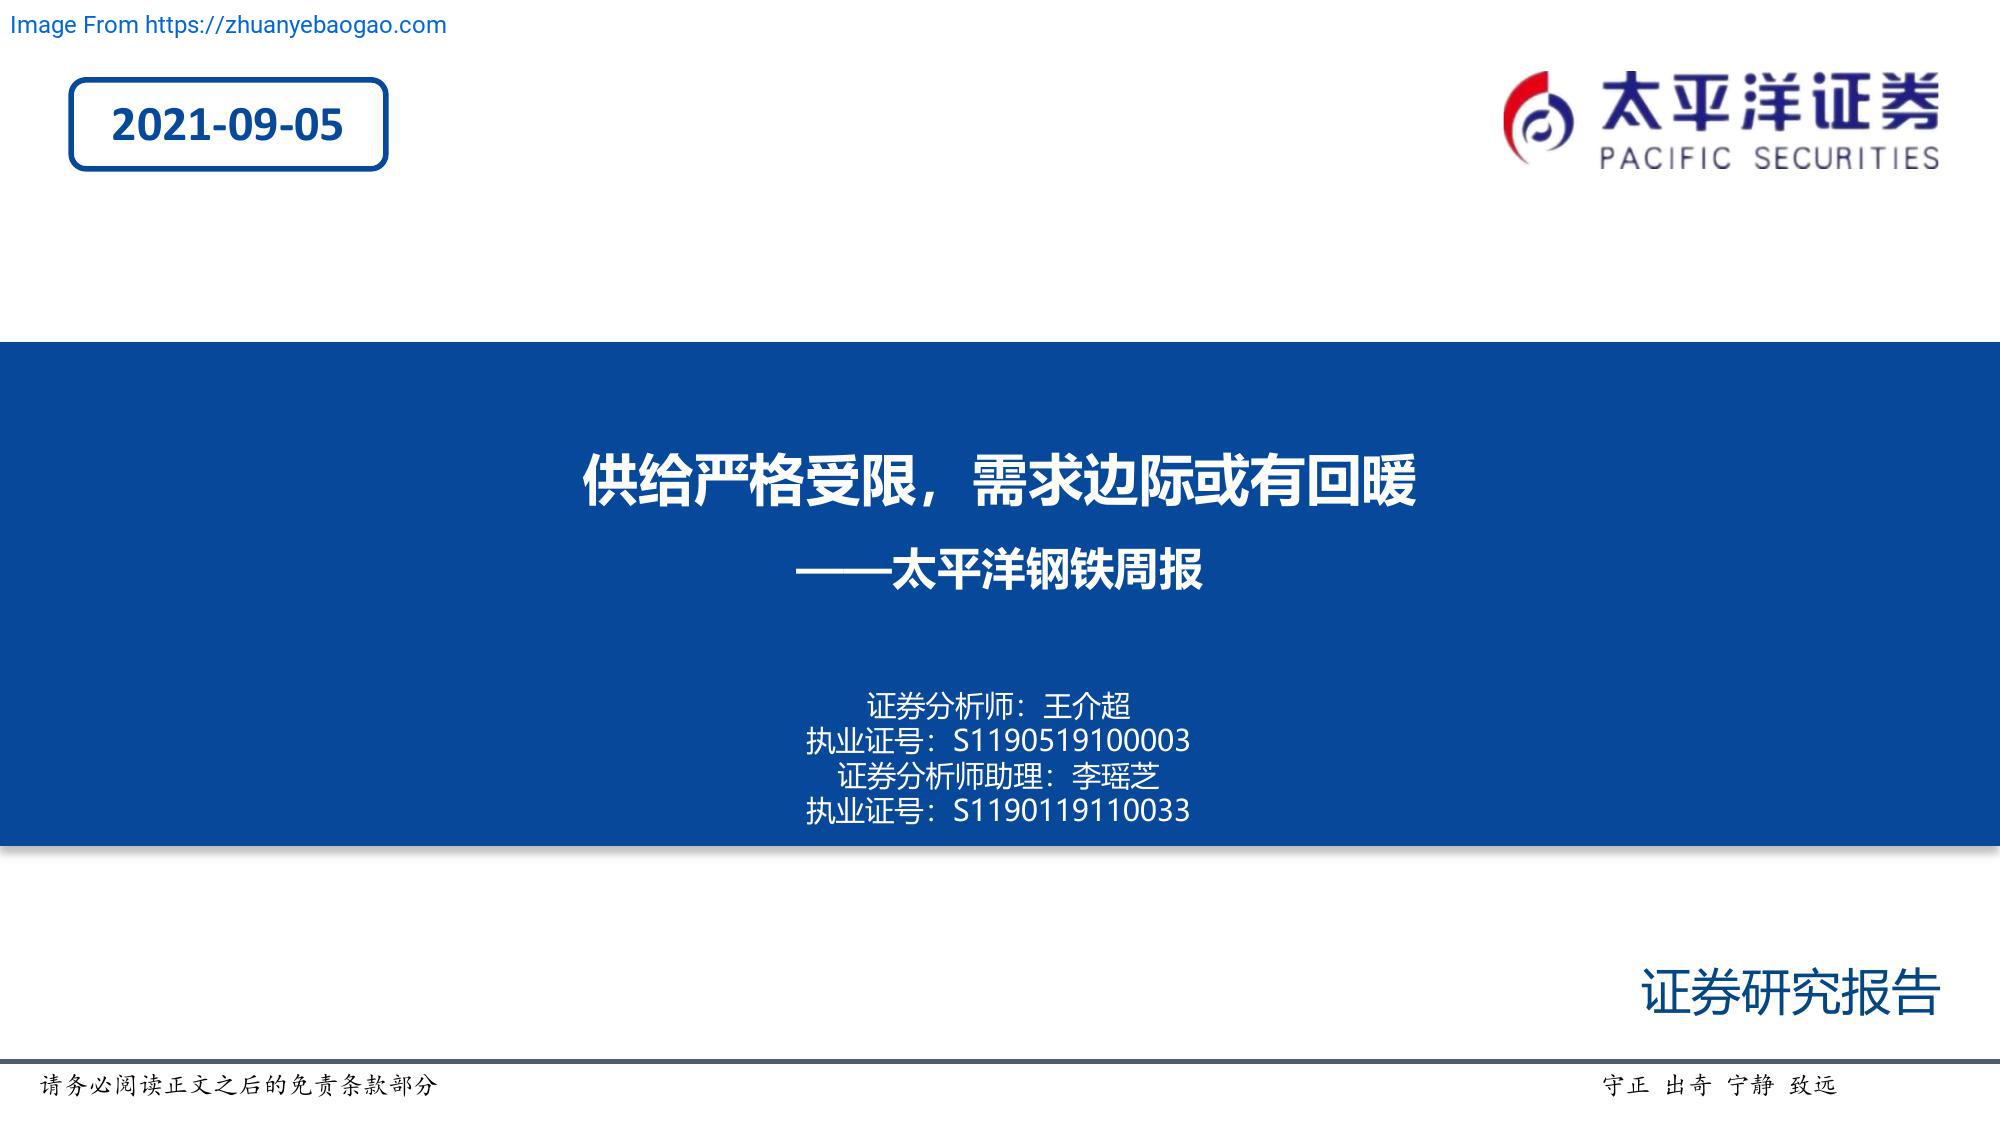 Image From https://zhuanyebaogao.com
2021-09-05
太平洋证券
PACIFIC SECURITIES
供给严格受限，需求边际或有回暖
——太平洋钢铁周报
证券分析师：王介超
执业证号：S1190519100003
证券分析师助理：李瑶芝
执业证号：S1190119110033
证券研究报告
请务必阅读正文之后的免责条款部分
守正 出奇 宁静 致远